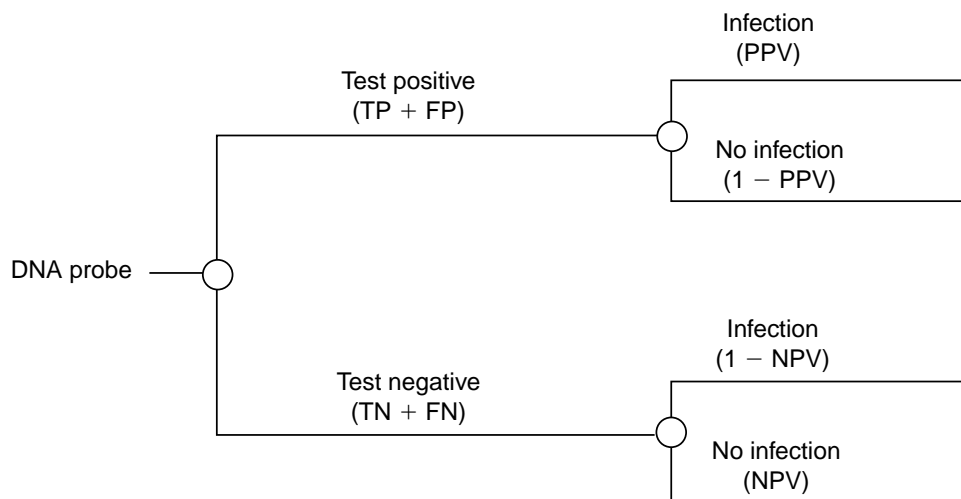 Infection
(PPV)
Test positive
(TP + FP)
No infection
(1 − PPV)
DNA probe
Infection
(1 − NPV)
Test negative
(TN + FN)
No infection
(NPV)